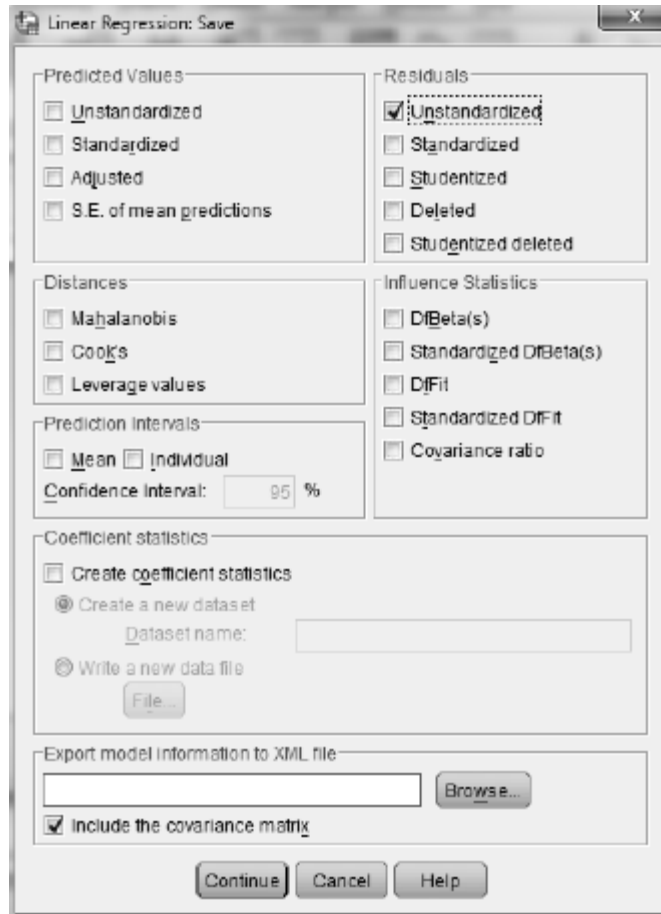 Linear Regression: Save
Predicted Values
Unstandardized
Standardized
Adjusted
S.E. of mean predictions
Residuals
Unstandardized
Standardized
Studentized
Deleted
Studentized deleted
Distances
Mahalanobis
Cook's
Leverage values
Influence Statistics
DfBeta(s)
Standardized DfBeta(s)
DfFit
Standardized DfFit
Covariance ratio
Prediction Intervals
Mean Individual
Confidence Interval: 95 %
Coefficient statistics
Create coefficient statistics
Create a new dataset
Dataset name:
Write a new data file
File...
Export model information to XML file
Browse...
Include the covariance matrix
Continue Cancel Help